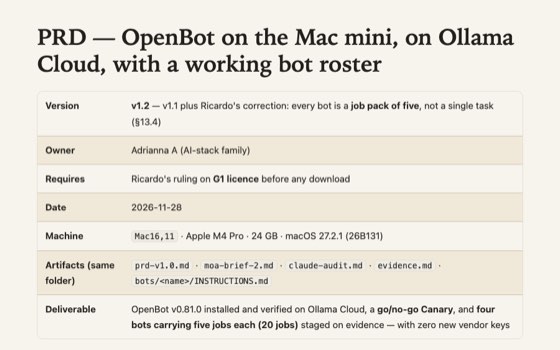 PRD — OpenBot on the Mac mini, on Ollama
Cloud, with a working bot roster
Version v1.2 — v1.1 plus Ricardo's correction: every bot is a job pack of five, not a single task
(§13.4)
Owner Adrianna A (AI-stack family)
Requires Ricardo's ruling on G1 licence before any download
Date 2026-11-28
Machine Mac16,11 · Apple M4 Pro · 24 GB · macOS 27.2.1 (26B131)
Artifacts (same prd-v1.0.md · moa-brief-2.md · claude-audit.md · evidence.md ·
folder) bots/<name>/INSTRUCTIONS.md
Deliverable OpenBot v0.81.0 installed and verified on Ollama Cloud, a go/no-go Canary, and four
bots carrying five jobs each (20 jobs) staged on evidence — with zero new vendor keys